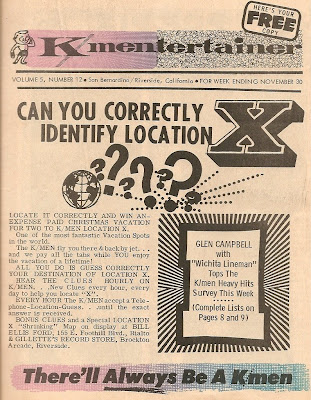 HERE'S YOUR
FREE
COPY
K/mentertainer
VOLUME 5, NUMBER 12 • San Bernardino/Riverside, California • FOR WEEK ENDING NOVEMBER 30
CAN YOU CORRECTLY
IDENTIFY LOCATION X
? ? ? ? ? ? ?
LOCATE IT CORRECTLY AND WIN AN-
EXPENSE PAID CHRISTMAS VACATION
FOR TWO TO K/MEN LOCATION X.
One of the most fantastic Vacation Spots
in the world.
The K/MEN fly you there & back by jet. . .
and we pay all the tabs while YOU enjoy
the vacation of a lifetime!
ALL YOU DO IS GUESS CORRECTLY
YOUR DESTINATION OF LOCATION X.
HEAR THE CLUES HOURLY ON
K/MEN. . .New Clues every hour, every
day to help you locate "X".
EVERY HOUR The K/MEN accept a Tele-
phone-Location-Guess. . .until the exact
answer is received.
BONUS CLUES and a Special LOCATION
X "Shrinking" Map on display at BILL
ELLS FORD, 155 E. Foothill Blvd., Rialto
& GILLETTE'S RECORD STORE, Brockton
Arcade, Riverside.
GLEN CAMPBELL
with
"Wichita Lineman"
Tops The
K/men Heavy Hits
Survey This Week
. . . . . .
(Complete Lists on
Pages 8 and 9)
There'll Always Be A Kmen